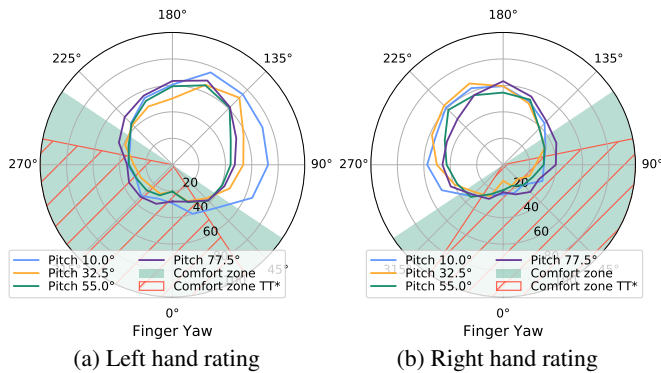 180°
180°
225°
135°
225°
135°
270°
90°
270°
90°
20
40
60
20
40
60
45°
315°
Pitch 10.0°
Pitch 32.5°
Pitch 55.0°
Pitch 77.5°
Comfort zone
Comfort zone TT*
Pitch 10.0°
Pitch 32.5°
Pitch 55.0°
Pitch 77.5°
Comfort zone
Comfort zone TT*
0°
0°
Finger Yaw
Finger Yaw
(a) Left hand rating
(b) Right hand rating